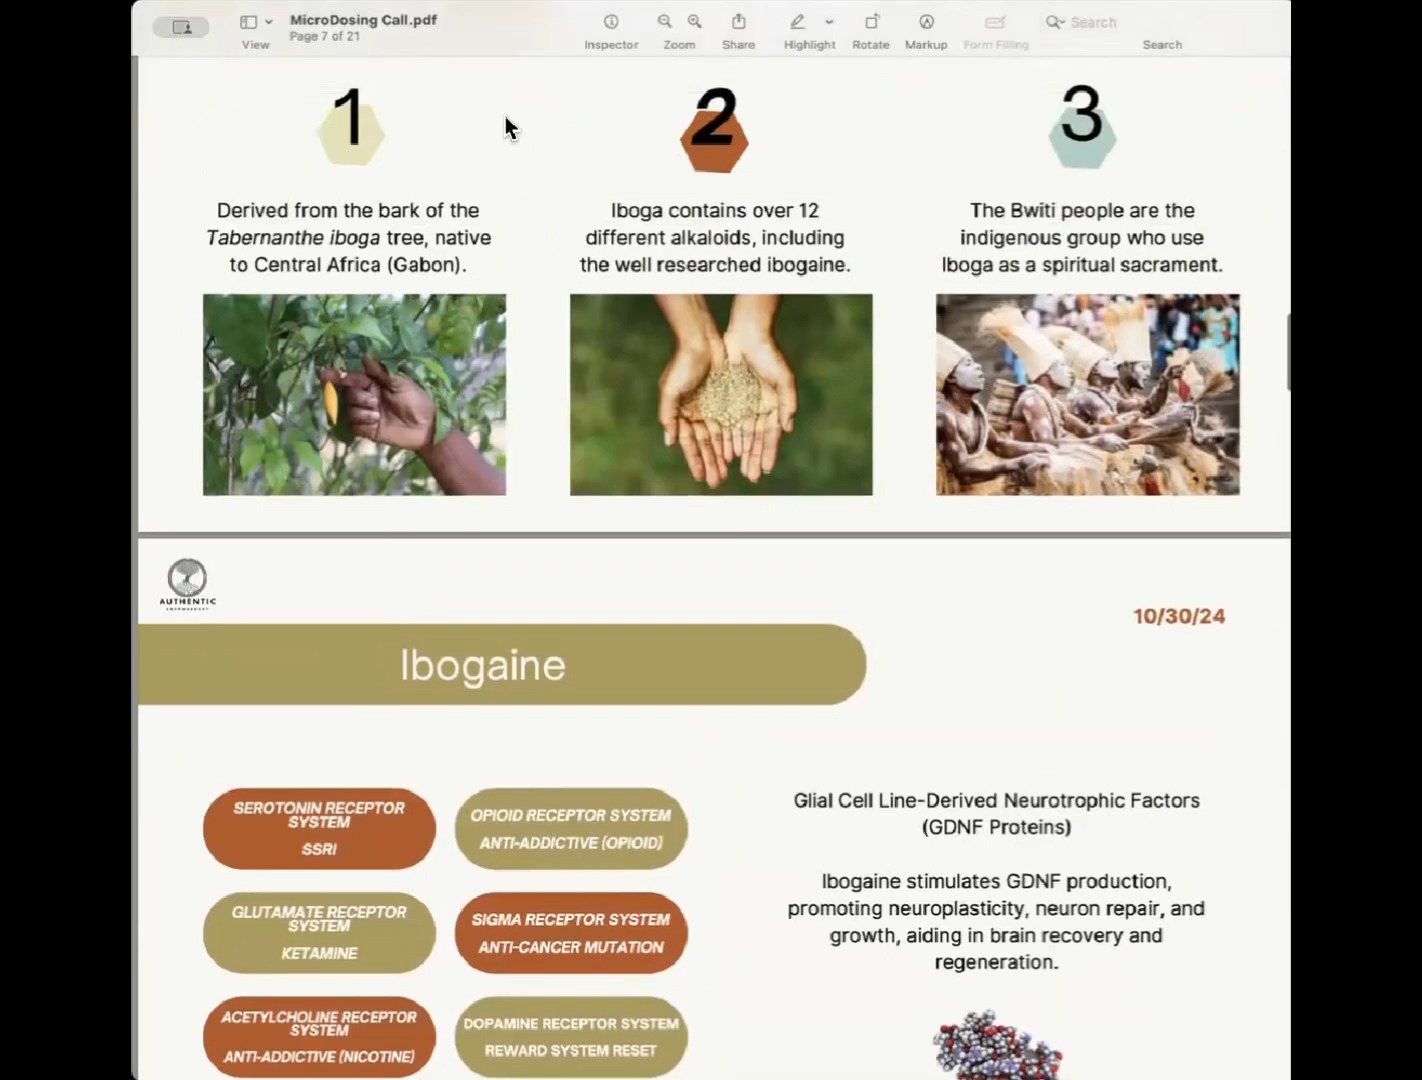 MicroDosing Call.pdf
Page 7 of 21
View
Inspector
Zoom
Share
Highlight
Rotate
Markup
Form Filling
Search
Search
1
Derived from the bark of the
Tabernanthe iboga tree, native
to Central Africa (Gabon).
2
Iboga contains over 12
different alkaloids, including
the well researched ibogaine.
3
The Bwiti people are the
indigenous group who use
Iboga as a spiritual sacrament.
AUTHENTIC
10/30/24
Ibogaine
SEROTONIN RECEPTOR
SYSTEM
SSRI
OPIOID RECEPTOR SYSTEM
ANTI-ADDICTIVE (OPIOID)
GLUTAMATE RECEPTOR
SYSTEM
KETAMINE
SIGMA RECEPTOR SYSTEM
ANTI-CANCER MUTATION
ACETYLCHOLINE RECEPTOR
SYSTEM
ANTI-ADDICTIVE (NICOTINE)
DOPAMINE RECEPTOR SYSTEM
REWARD SYSTEM RESET
Glial Cell Line-Derived Neurotrophic Factors
(GDNF Proteins)
Ibogaine stimulates GDNF production,
promoting neuroplasticity, neuron repair, and
growth, aiding in brain recovery and
regeneration.